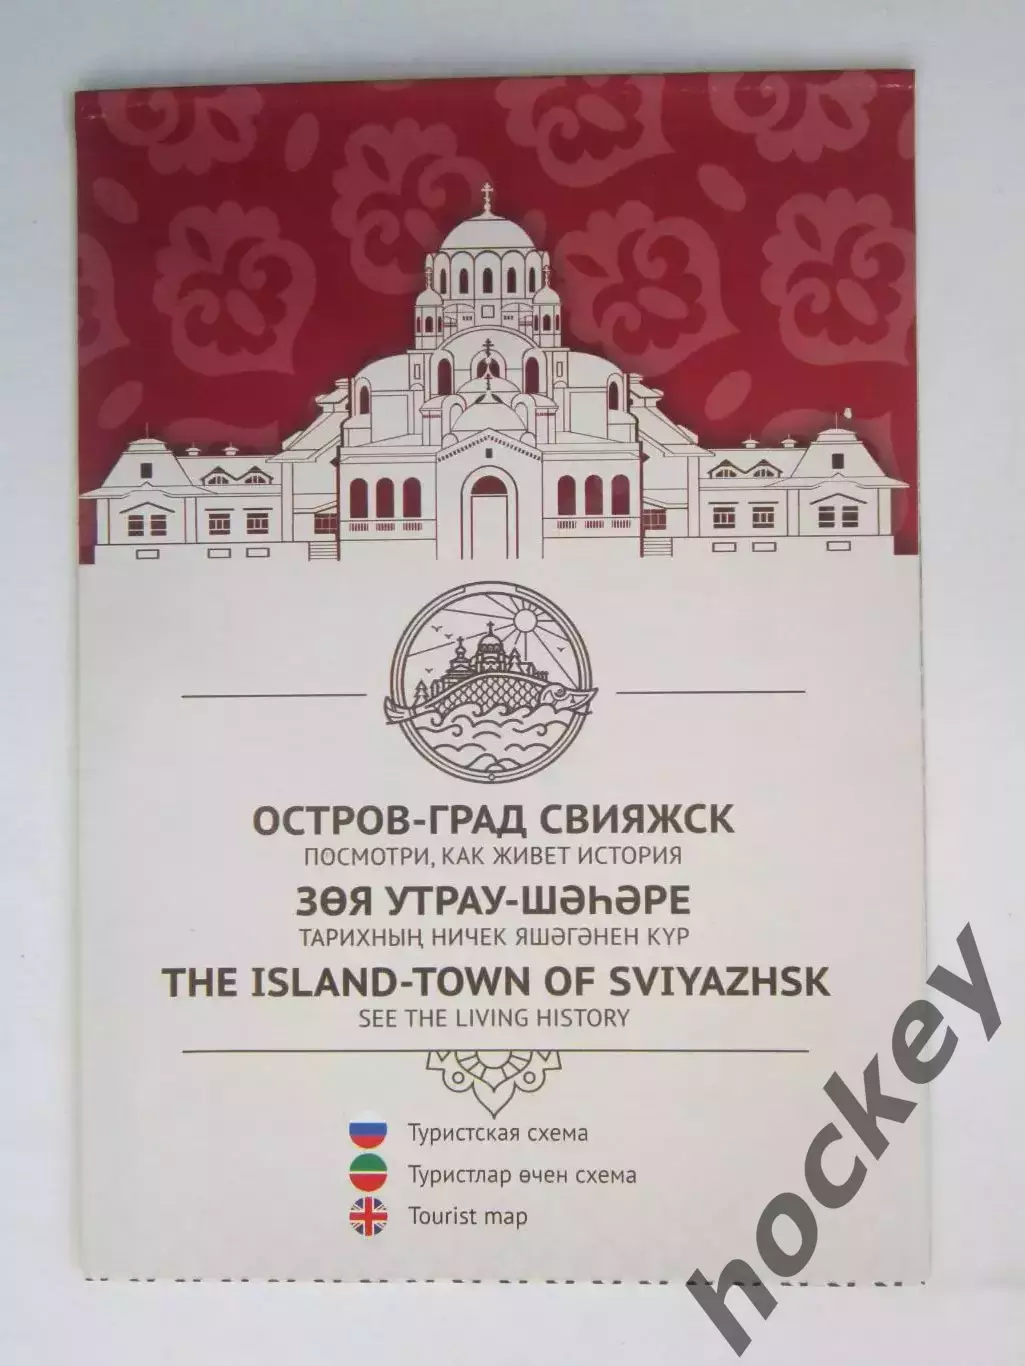 ОСТРОВ-ГРАД СВИЯЖСК
ПОСМОТРИ, КАК ЖИВЕТ ИСТОРИЯ
ЗӨЯ УТРАУ-ШӘҺӘРЕ
ТАРИХНЫҢ НИЧЕК ЯШӘГӘНЕН КҮР
THE ISLAND-TOWN OF SVIYAZHSK
SEE THE LIVING HISTORY
Туристская схема
Туристлар өчен схема
Tourist map
hockey